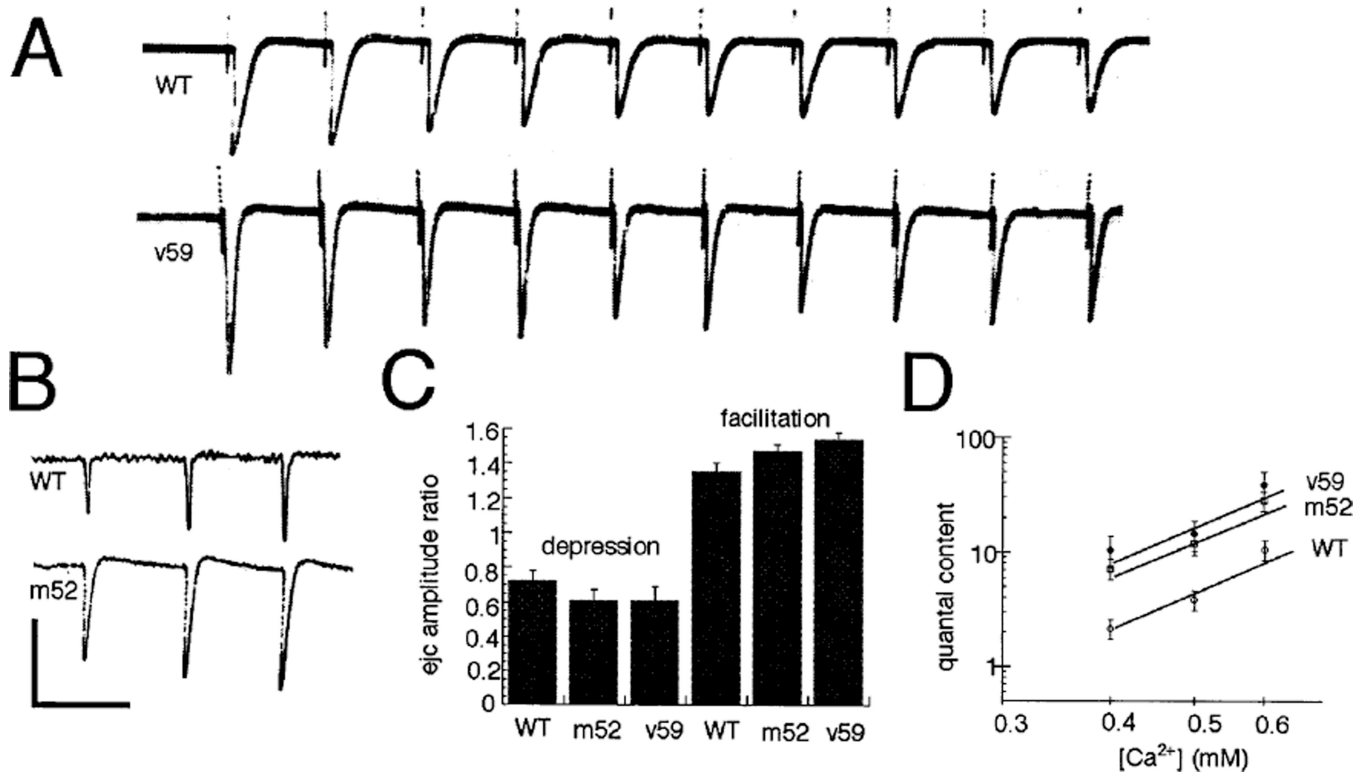 A
WT
v59
B
WT
m52
C
ejc amplitude ratio
1.6
1.4
1.2
1
0.8
0.6
0.4
0.2
0
depression
facilitation
WT m52 v59 WT m52 v59
D
quantal content
100
10
1
v59
m52
WT
0.3 0.4 0.5 0.6
[Ca²⁺] (mM)